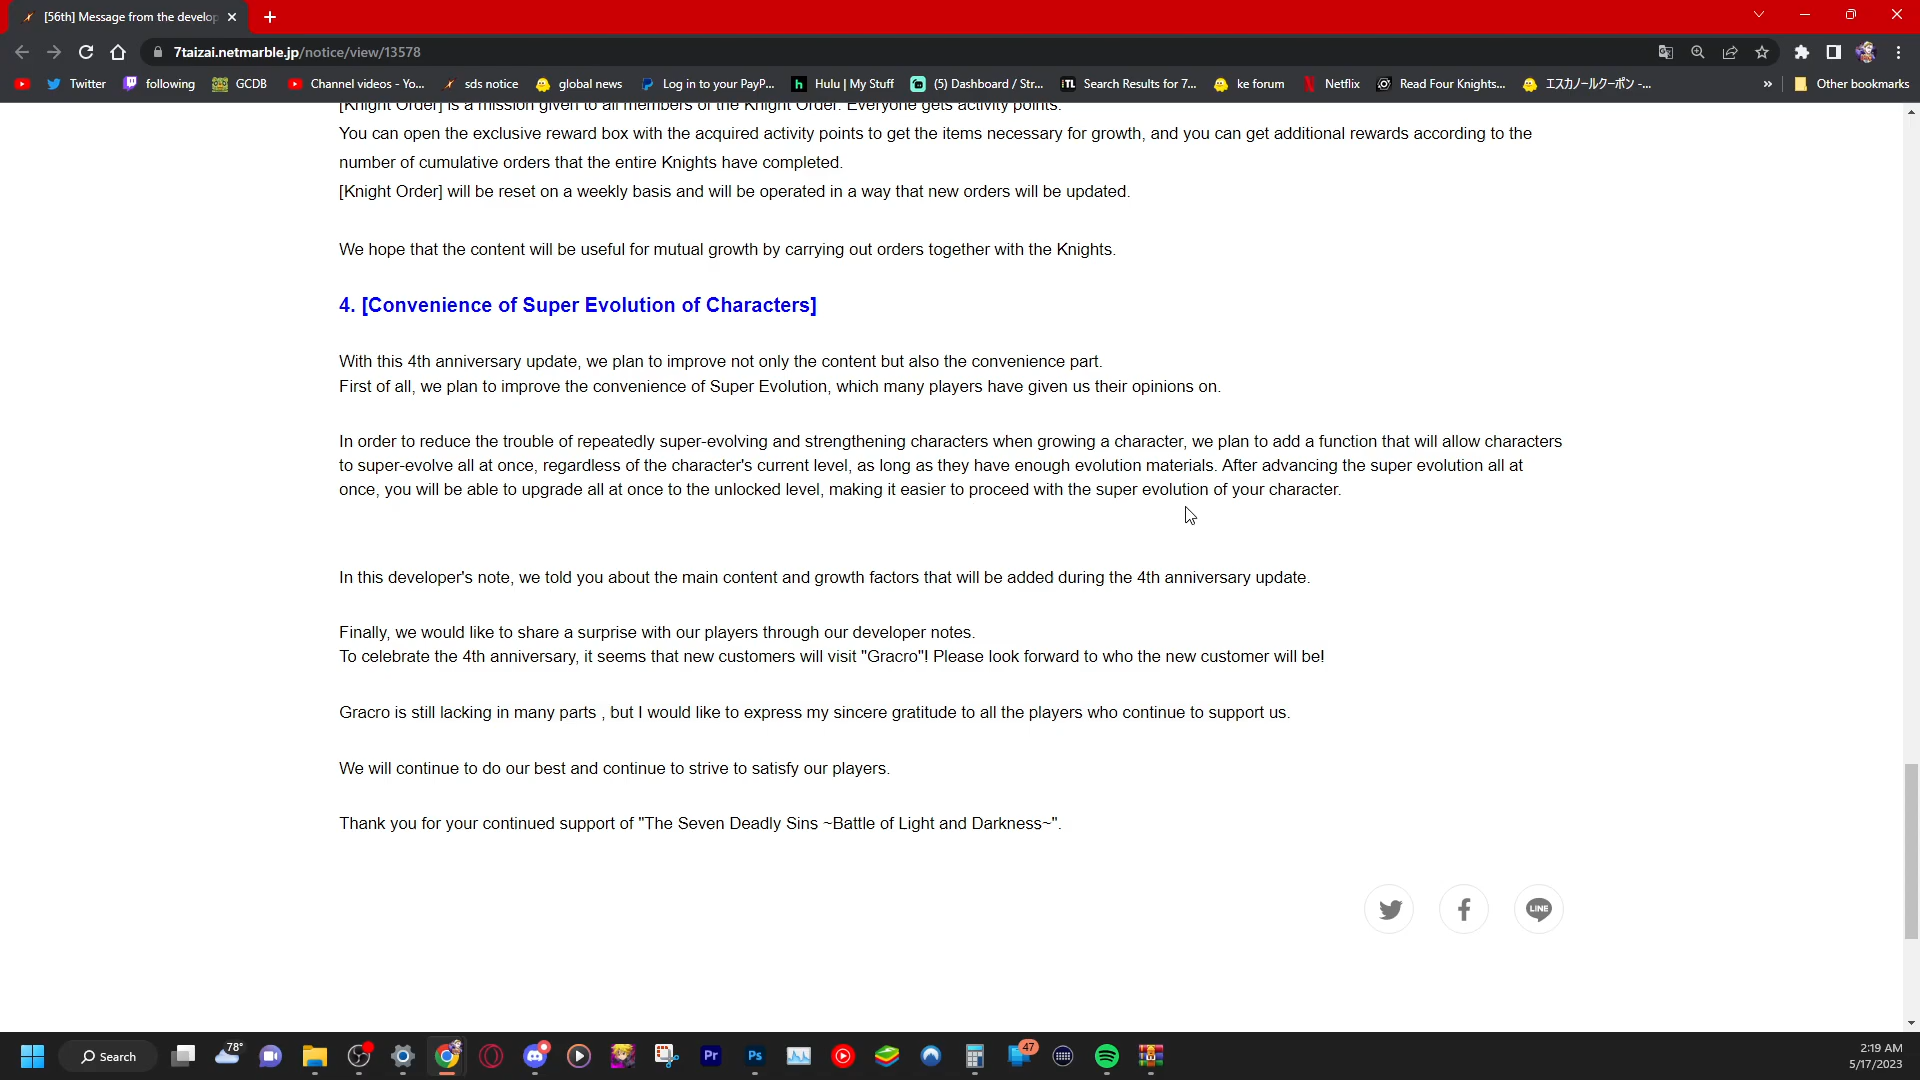 [56th] Message from the develop
7taizai.netmarble.jp/notice/view/13578
Twitter
following
GCDB
Channel videos - Yo...
sds notice
global news
Log in to your PayP...
Hulu | My Stuff
(5) Dashboard / Str...
Search Results for 7...
ke forum
Netflix
Read Four Knights...
エスカノールクーポン -...
»
Other bookmarks
[Knight Order] is a mission given to all members of the Knight Order. Everyone gets activity points.
You can open the exclusive reward box with the acquired activity points to get the items necessary for growth, and you can get additional rewards according to the
number of cumulative orders that the entire Knights have completed.
[Knight Order] will be reset on a weekly basis and will be operated in a way that new orders will be updated.
We hope that the content will be useful for mutual growth by carrying out orders together with the Knights.
4. [Convenience of Super Evolution of Characters]
With this 4th anniversary update, we plan to improve not only the content but also the convenience part.
First of all, we plan to improve the convenience of Super Evolution, which many players have given us their opinions on.
In order to reduce the trouble of repeatedly super-evolving and strengthening characters when growing a character, we plan to add a function that will allow characters
to super-evolve all at once, regardless of the character's current level, as long as they have enough evolution materials. After advancing the super evolution all at
once, you will be able to upgrade all at once to the unlocked level, making it easier to proceed with the super evolution of your character.
In this developer's note, we told you about the main content and growth factors that will be added during the 4th anniversary update.
Finally, we would like to share a surprise with our players through our developer notes.
To celebrate the 4th anniversary, it seems that new customers will visit "Gracro"! Please look forward to who the new customer will be!
Gracro is still lacking in many parts , but I would like to express my sincere gratitude to all the players who continue to support us.
We will continue to do our best and continue to strive to satisfy our players.
Thank you for your continued support of "The Seven Deadly Sins ~Battle of Light and Darkness~".
LINE
Search
78°
Pr
Ps
47
2:19 AM
5/17/2023